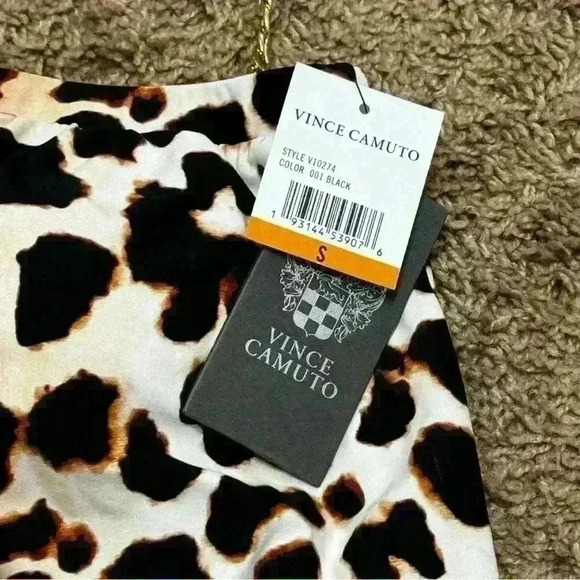 VINCE CAMUTO
STYLE V10274
COLOR 001 BLACK
1 93144 53907 6
S
VINCE
CAMUTO